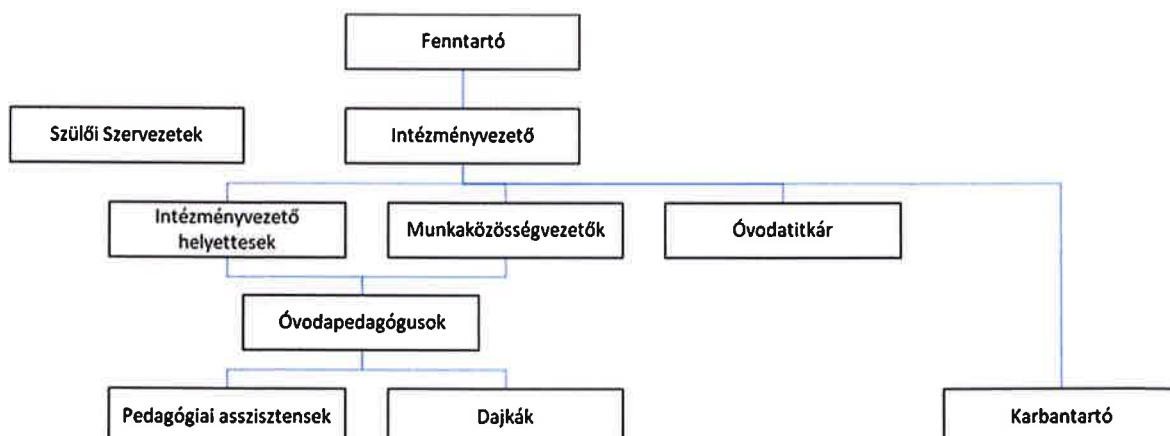 Fenntartó
Szülői Szervezetek
Intézményvezető
Intézményvezető
helyettesek
Munkaközösségvezetők
Óvodatitkár
Óvodapedagógusok
Pedagógiai asszisztensek
Dajkák
Karbantartó